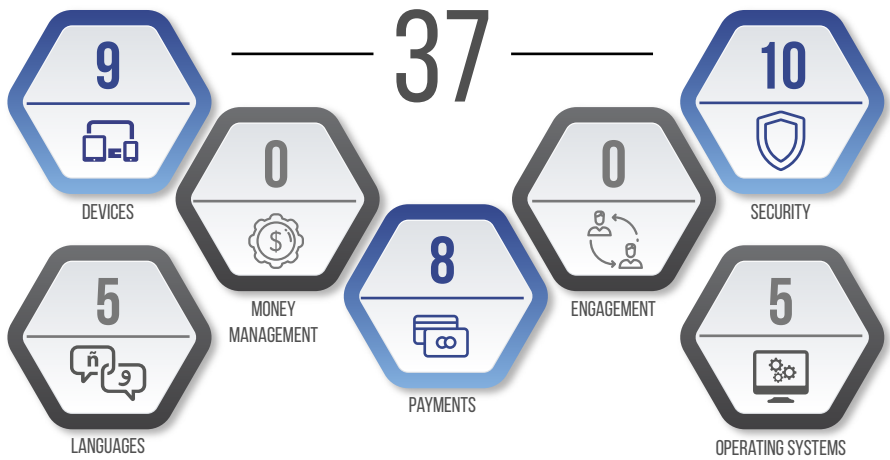 37
9
DEVICES
10
SECURITY
0
MONEY
MANAGEMENT
0
ENGAGEMENT
8
PAYMENTS
5
ñ
و
LANGUAGES
5
OPERATING SYSTEMS